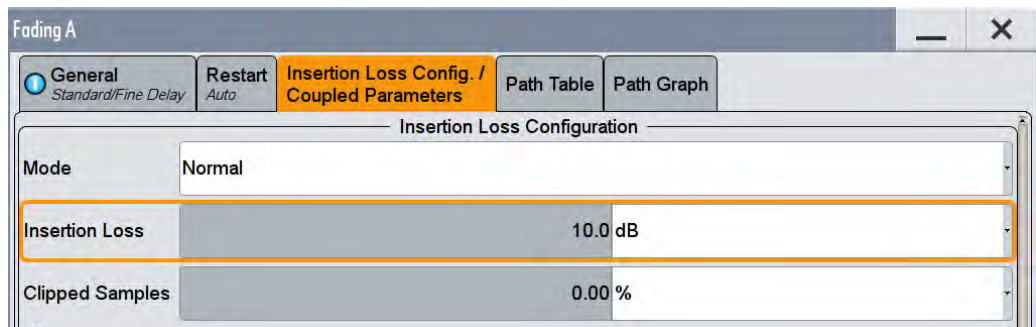 Fading A
General
Standard/Fine Delay
Restart
Auto
Insertion Loss Config. /
Coupled Parameters
Path Table
Path Graph
Insertion Loss Configuration
Mode Normal
Insertion Loss 10.0 dB
Clipped Samples 0.00 %